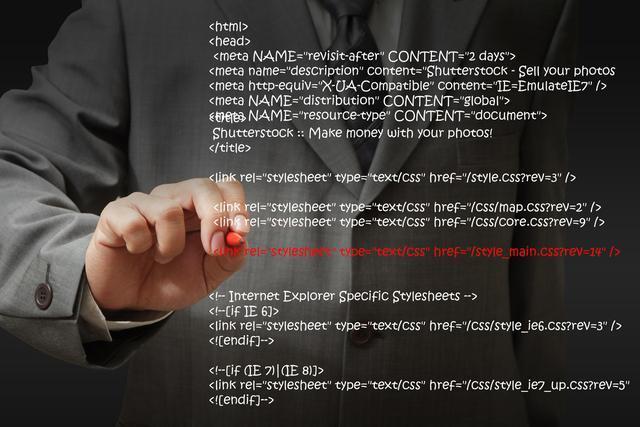 <html>
<head>
<meta NAME="revisit-after" CONTENT="2 days">
<meta name="description" content="Shutterstock - Sell your photos
<meta http-equiv="X-UA-Compatible" content="IE=EmulateIE7" />
<meta NAME="distribution" CONTENT="global">
<meta NAME="resource-type" CONTENT="document">
<title>
Shutterstock :: Make money with your photos!
</title>
<link rel="stylesheet" type="text/css" href="/style.css?rev=3" />
<link rel="stylesheet" type="text/css" href="/css/map.css?rev=2" />
<link rel="stylesheet" type="text/css" href="/css/core.css?rev=9" />
<link rel="stylesheet" type="text/css" href="/style_main.css?rev=14" />
<!-- Internet Explorer Specific Stylesheets -->
<!--[if IE 6]>
<link rel="stylesheet" type="text/css" href="/css/style_ie6.css?rev=3" />
<![endif]-->
<!--[if (IE 7)|(IE 8)]>
<link rel="stylesheet" type="text/css" href="/css/style_ie7_up.css?rev=5"
<![endif]-->